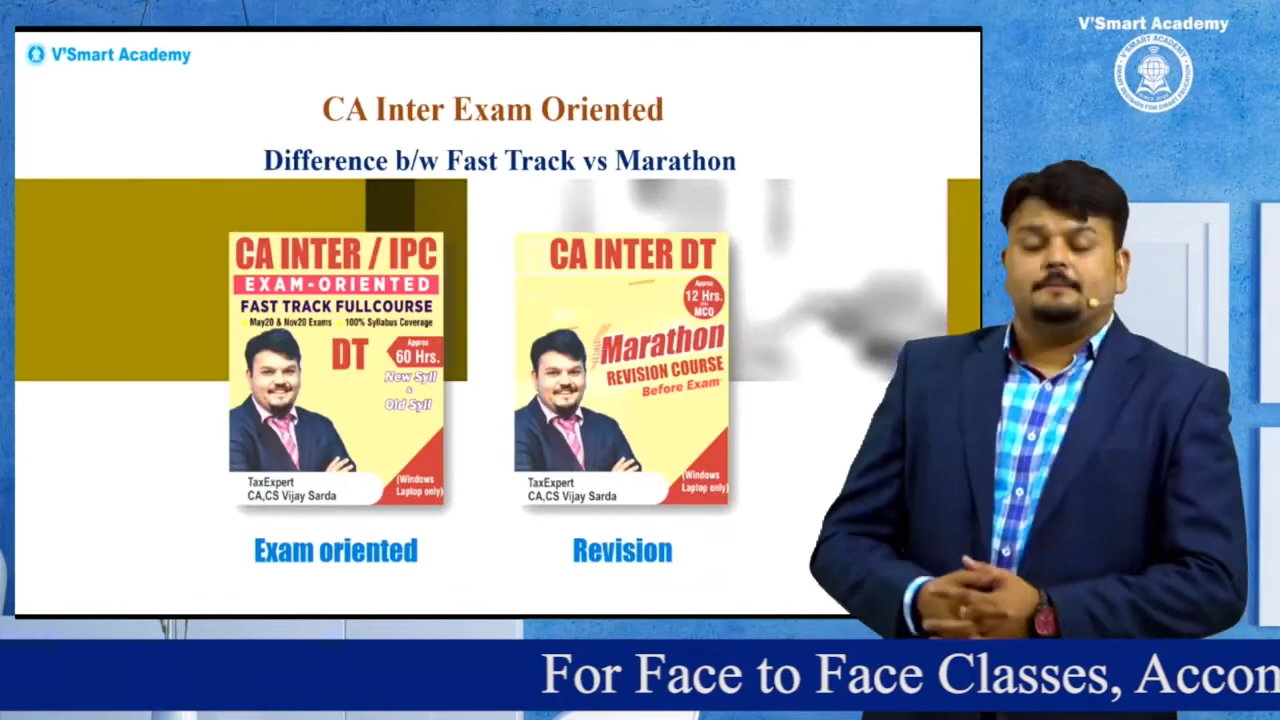 V'Smart Academy
V'Smart Academy
CA Inter Exam Oriented
Difference b/w Fast Track vs Marathon
CA INTER / IPC
EXAM-ORIENTED
FAST TRACK FULLCOURSE
May20 & Nov20 Exams 100% Syllabus Coverage
DT
Approx
60 Hrs.
New Syll
&
Old Syll
TaxExpert
CA,CS Vijay Sarda
(Windows
Laptop only)
CA INTER DT
Approx
12 Hrs.
MCQ
Marathon
REVISION COURSE
Before Exam
TaxExpert
CA,CS Vijay Sarda
(Windows
Laptop only)
Exam oriented
Revision
For Face to Face Classes, Accon